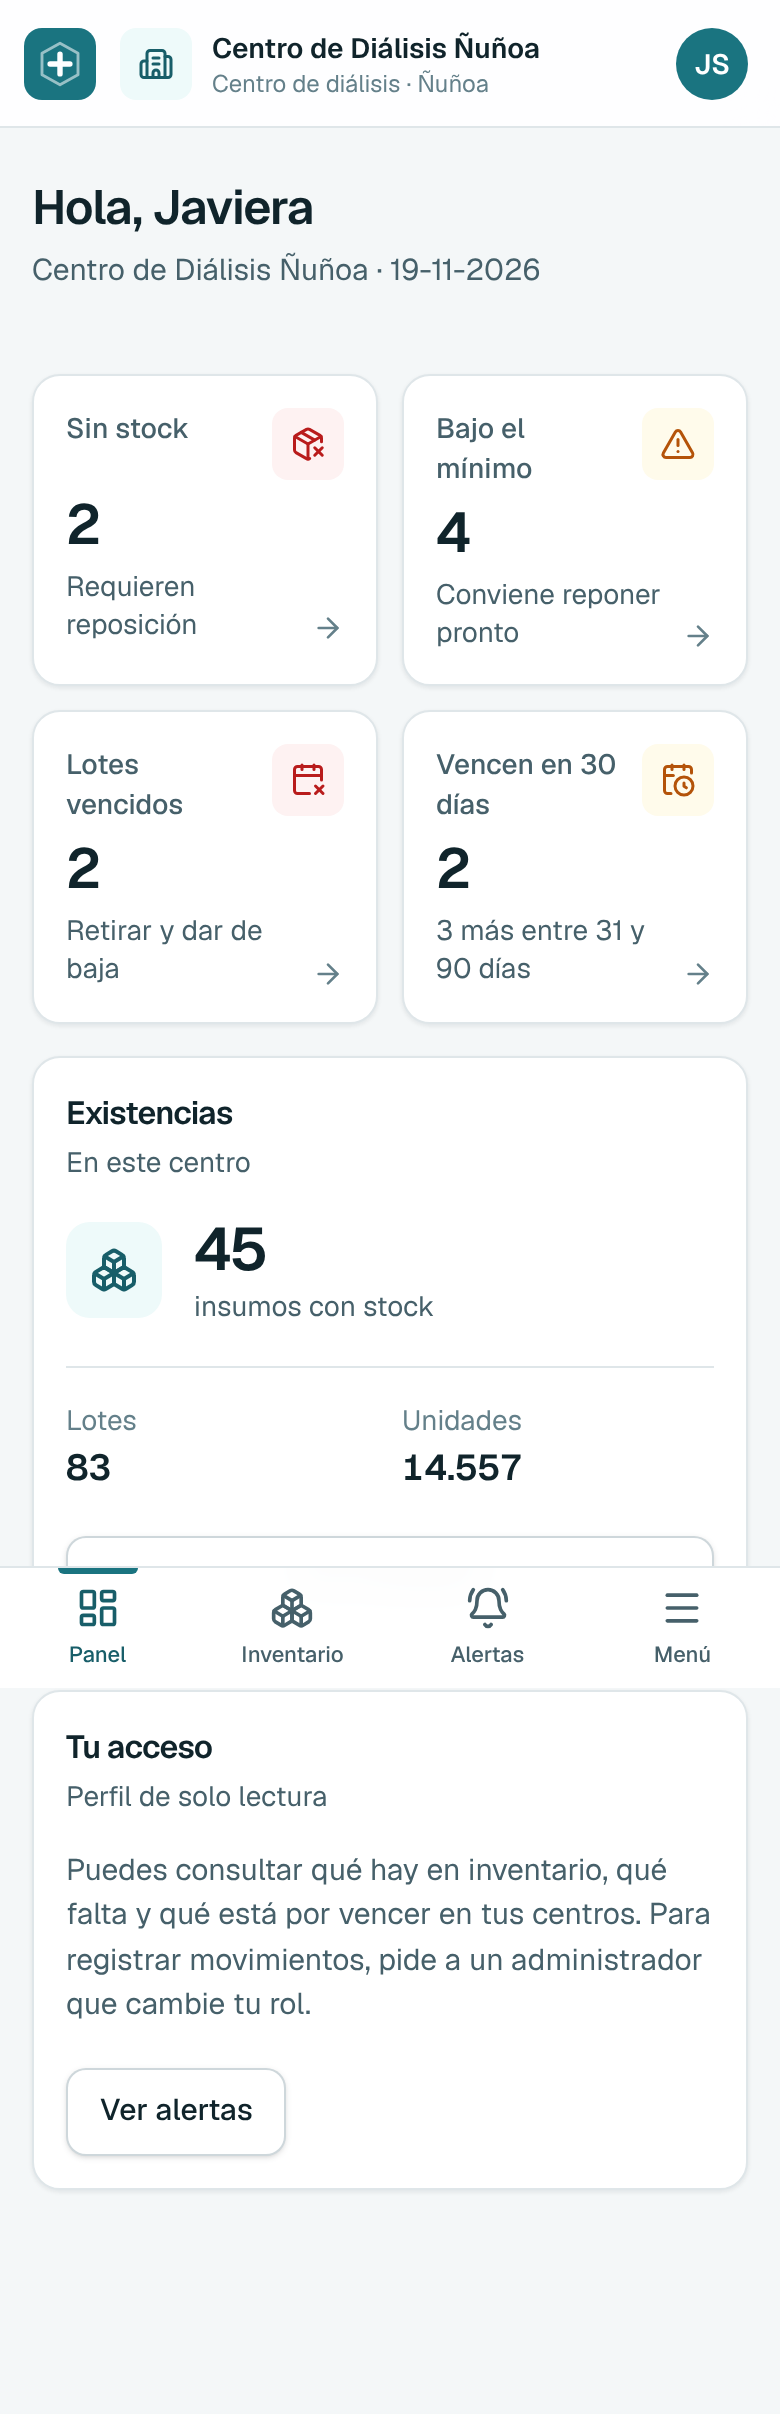 Centro de Diálisis Ñuñoa
Centro de diálisis · Ñuñoa
JS
Hola, Javiera
Centro de Diálisis Ñuñoa · 19-11-2026
Sin stock
2
Requieren
reposición
Bajo el
mínimo
4
Conviene reponer
pronto
Lotes
vencidos
2
Retirar y dar de
baja
Vencen en 30
días
2
3 más entre 31 y
90 días
Existencias
En este centro
45
insumos con stock
Lotes
83
Unidades
14.557
Panel
Inventario
Alertas
Menú
Tu acceso
Perfil de solo lectura
Puedes consultar qué hay en inventario, qué
falta y qué está por vencer en tus centros. Para
registrar movimientos, pide a un administrador
que cambie tu rol.
Ver alertas